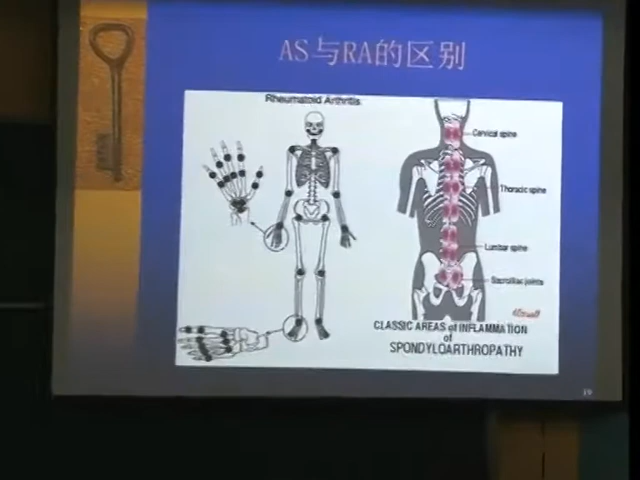 AS与RA的区别
Rheumatoid Arthritis
Cervical spine
Thoracic spine
Lumbar spine
Sacroiliac joints
CLASSIC AREAS of INFLAMMATION
of
SPONDYLOARTHROPATHY
19